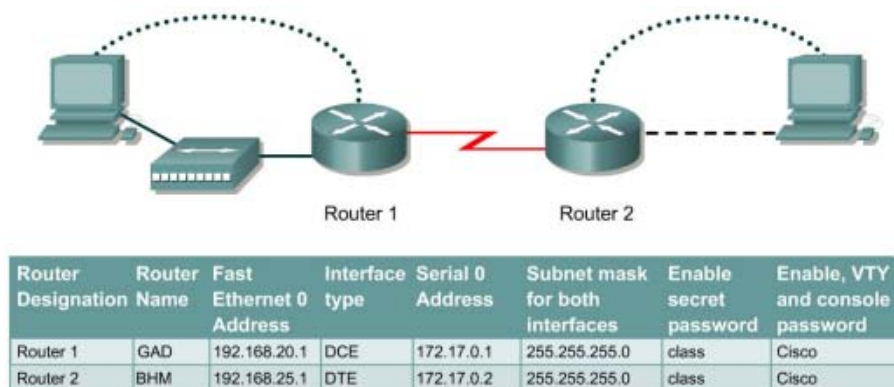 Router 1
Router 2
Router Designation Router Name Fast Ethernet 0 Address Interface type Serial 0 Address Subnet mask for both interfaces Enable secret password Enable, VTY and console password
Router 1 GAD 192.168.20.1 DCE 172.17.0.1 255.255.255.0 class Cisco
Router 2 BHM 192.168.25.1 DTE 172.17.0.2 255.255.255.0 class Cisco